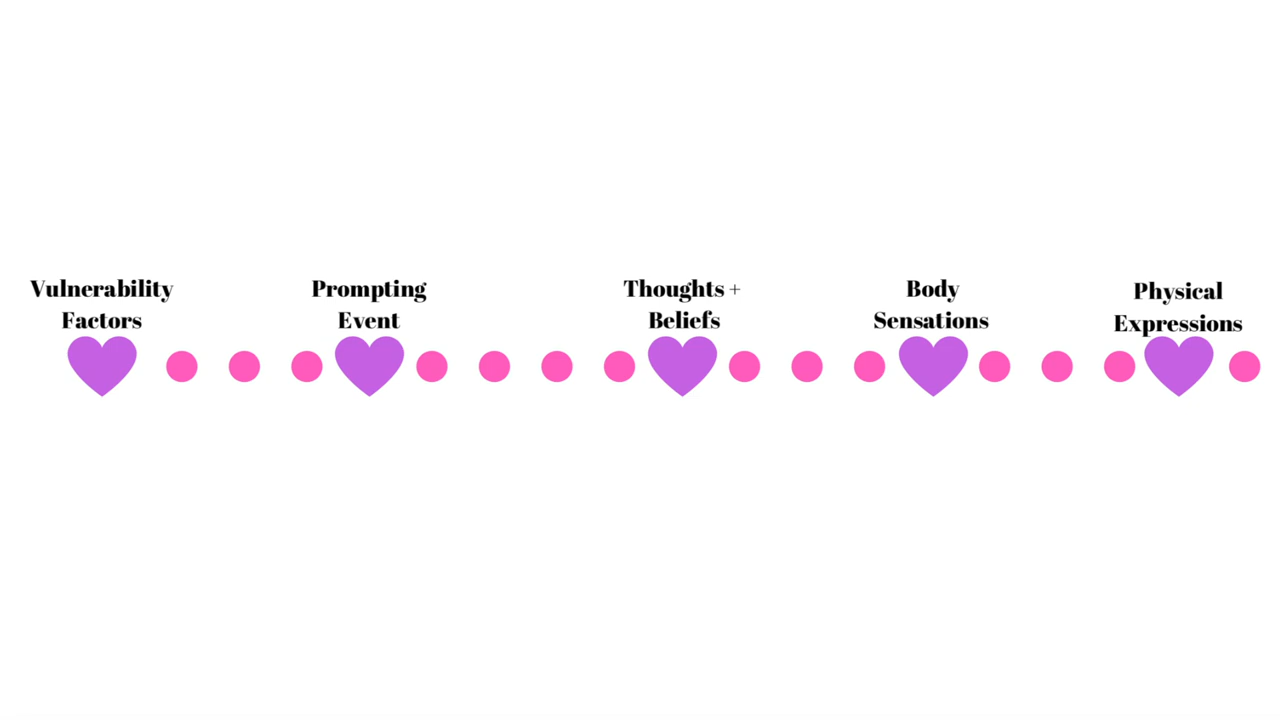 Vulnerability
Factors
Prompting
Event
Thoughts +
Beliefs
Body
Sensations
Physical
Expressions